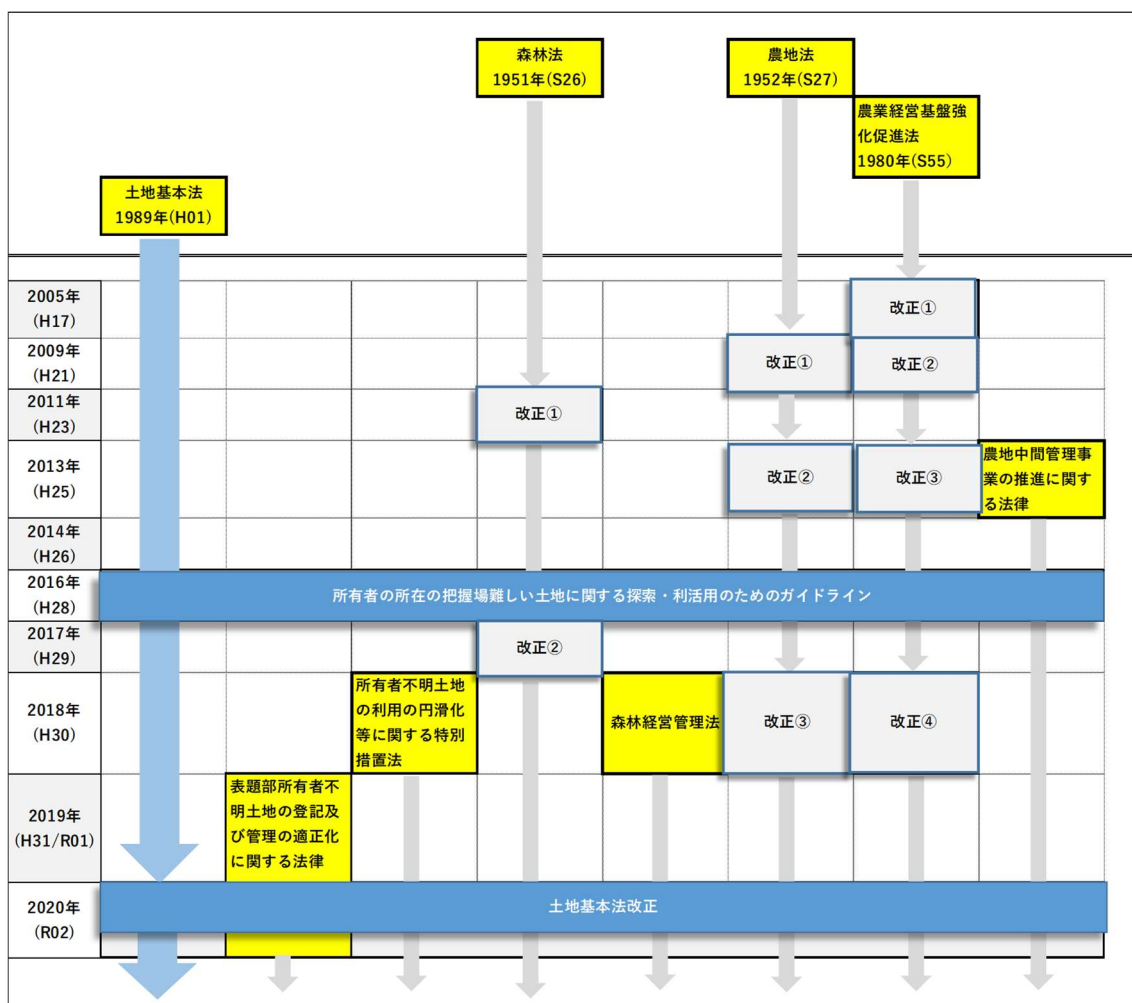 森林法
1951年(S26)
農地法
1952年(S27)
農業経営基盤強
化促進法
1980年(S55)
土地基本法
1989年(H01)
2005年
(H17)
改正①
2009年
(H21)
改正①
改正②
2011年
(H23)
改正①
2013年
(H25)
改正②
改正③
農地中間管理事
業の推進に関す
る法律
2014年
(H26)
2016年
(H28)
所有者の所在の把握場難しい土地に関する探索・利活用のためのガイドライン
2017年
(H29)
改正②
2018年
(H30)
所有者不明土地
の利用の円滑化
等に関する特別
措置法
森林経営管理法
改正③
改正④
2019年
(H31/R01)
表題部所有者不
明土地の登記及
び管理の適正化
に関する法律
2020年
(R02)
土地基本法改正